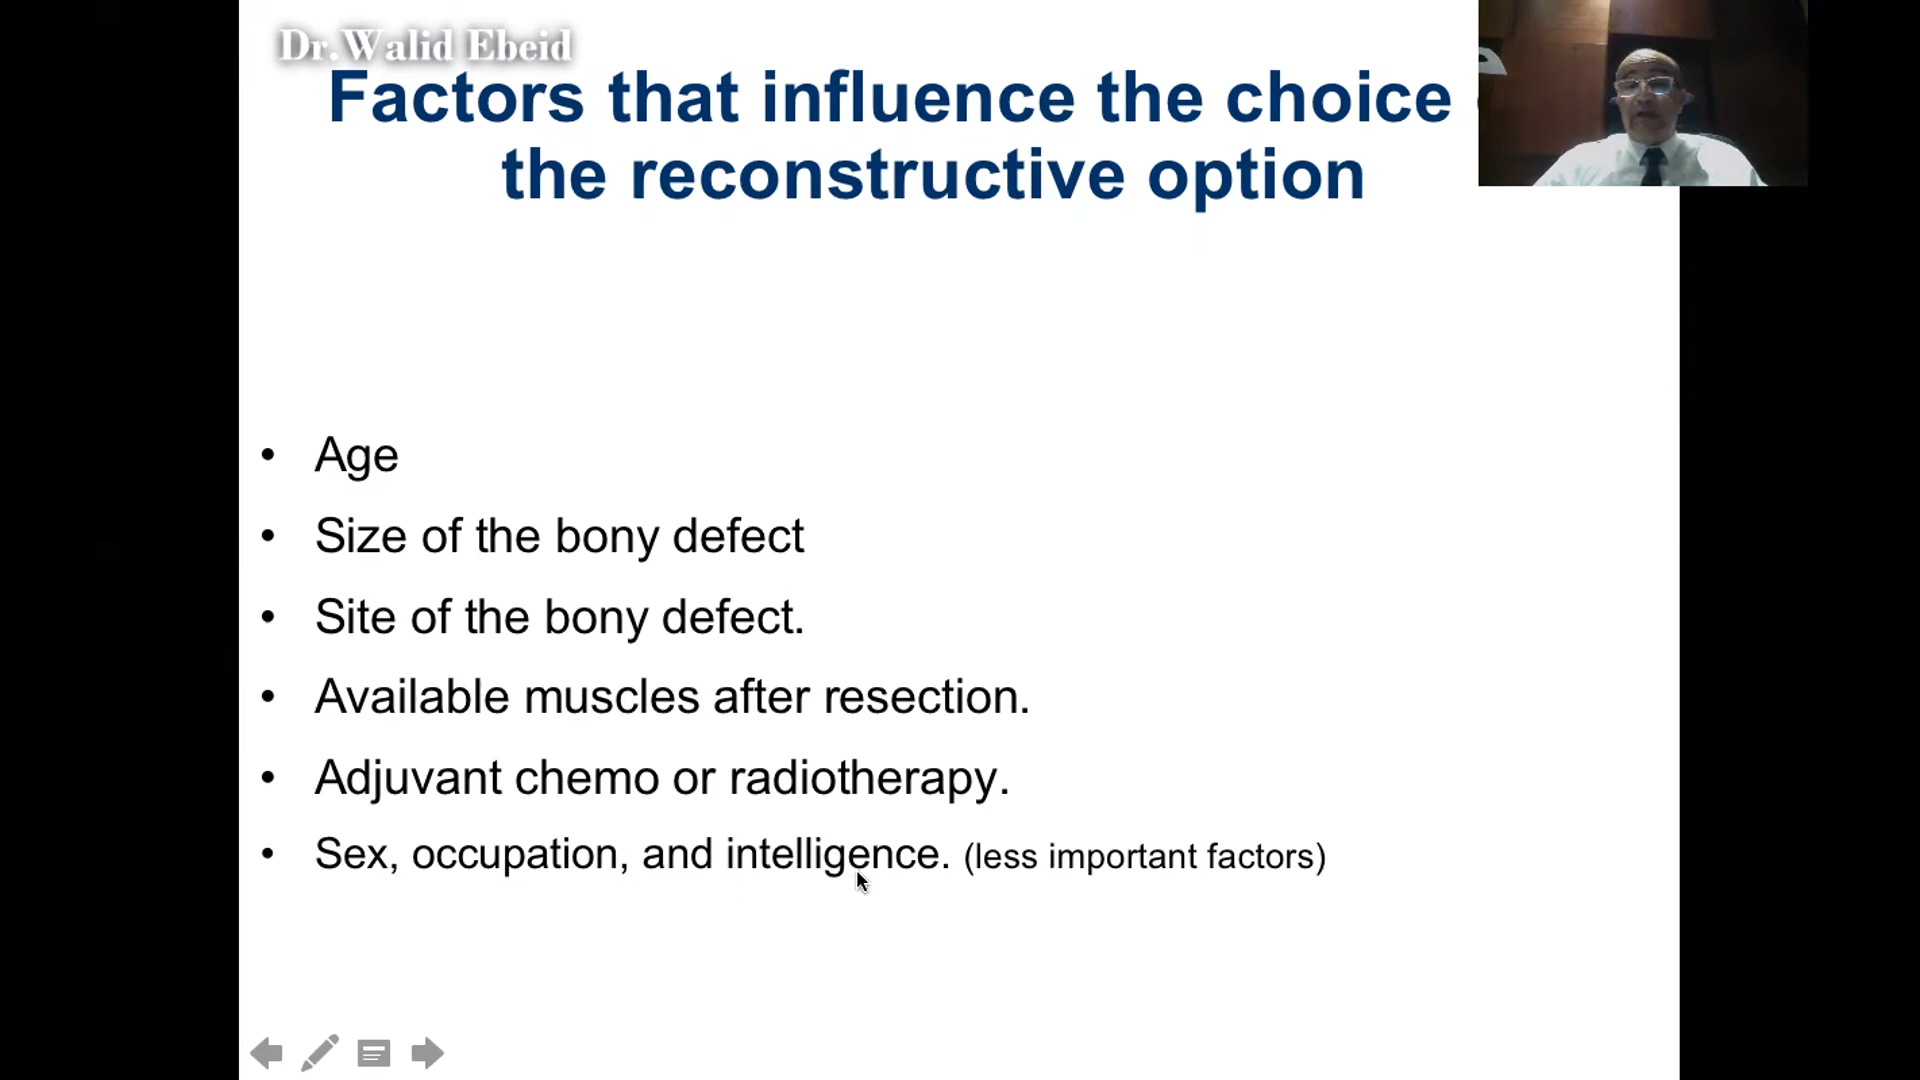 Dr.Walid Ebeid
Factors that influence the choice
the reconstructive option
• Age
• Size of the bony defect
• Site of the bony defect.
• Available muscles after resection.
• Adjuvant chemo or radiotherapy.
• Sex, occupation, and intelligence. (less important factors)